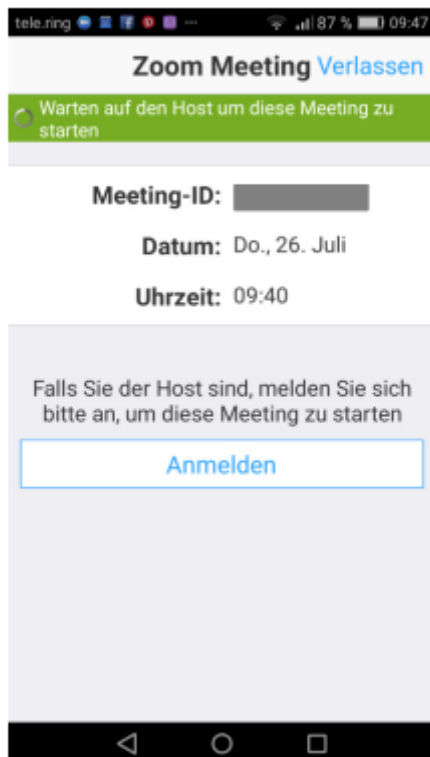 tele.ring 87 % 09:47
Zoom Meeting Verlassen
Warten auf den Host um diese Meeting zu
starten
Meeting-ID:
Datum: Do., 26. Juli
Uhrzeit: 09:40
Falls Sie der Host sind, melden Sie sich
bitte an, um diese Meeting zu starten
Anmelden